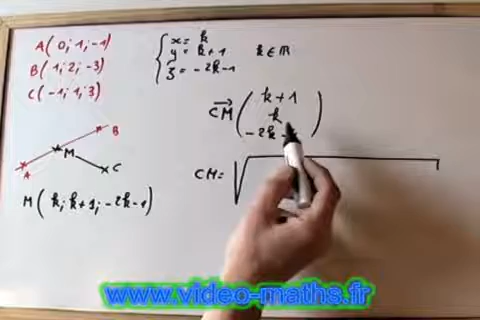 A(0;1;-1)
B(1;2;-3)
C(-1;1;3)
x= k
y= k+1 k∈ℝ
z= -2k-1
CM
k+1
k
-2k
CM=
B
M
A
C
M(k;k+1;-2k-1)
www.video-maths.fr